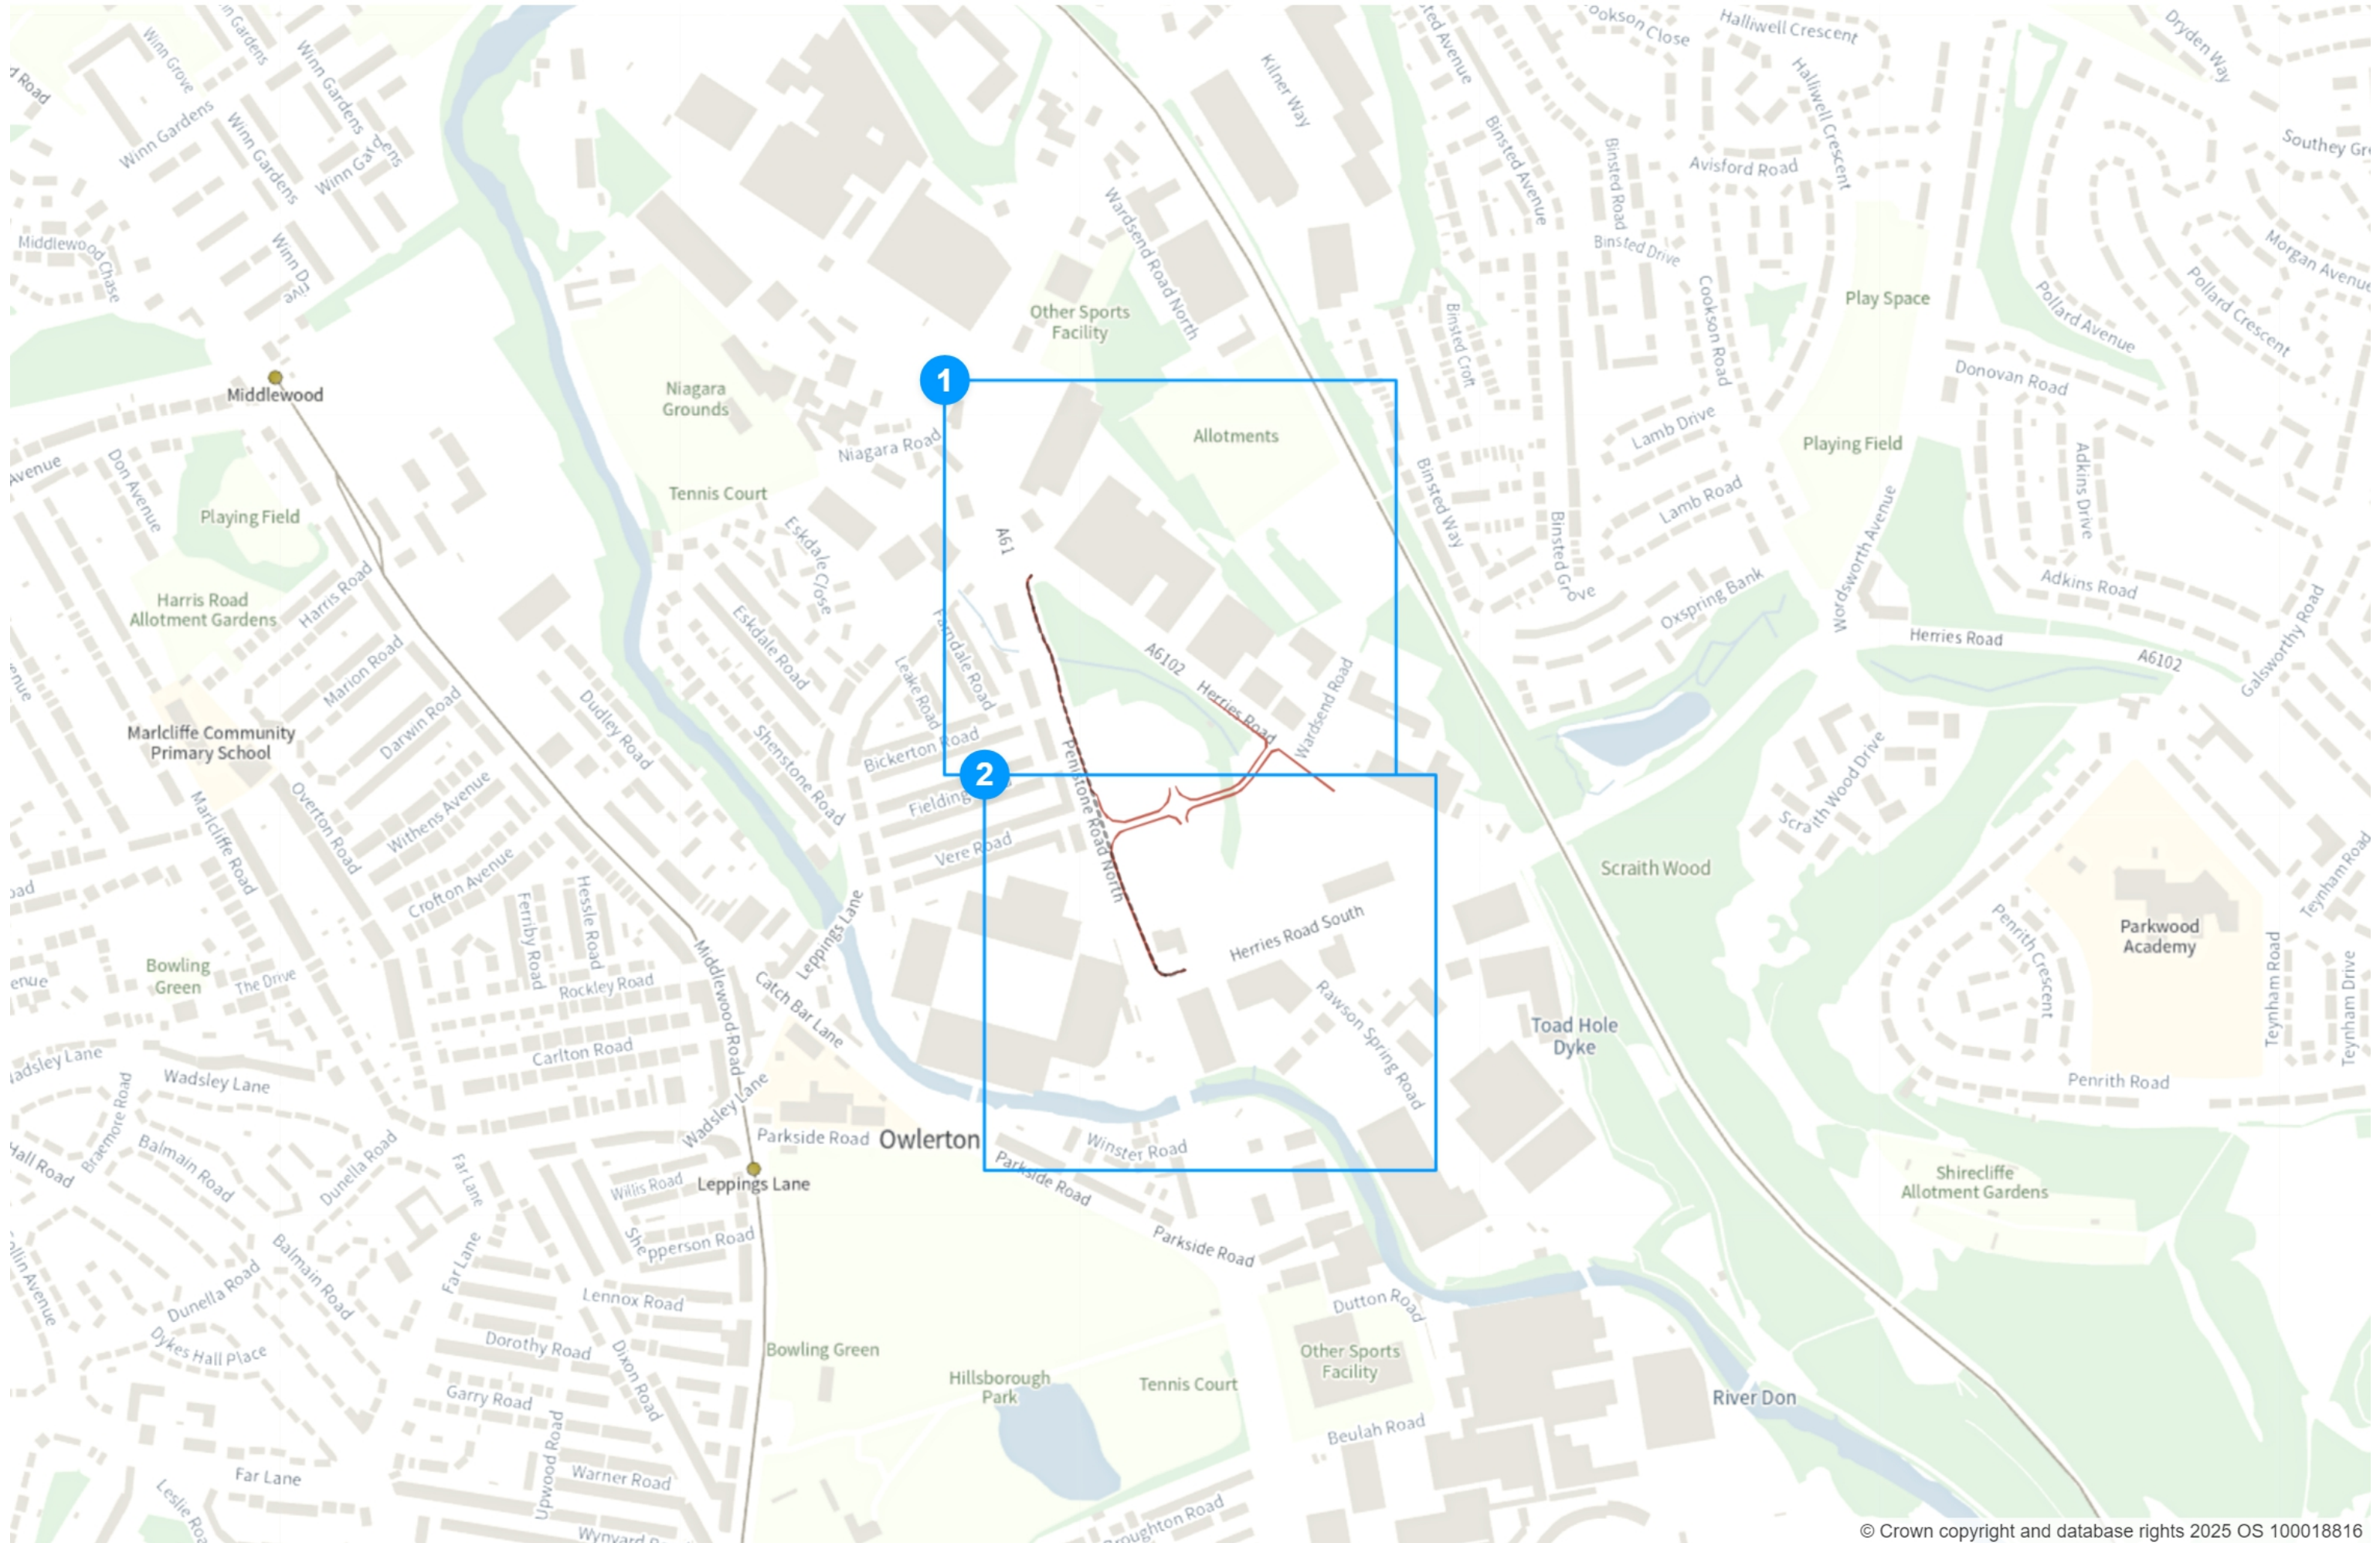 Winn Grove
Winn Gardens
Winn Gardens
Winn Gardens
Winn Gardens
Winn Gardens
Winn Drive
Middlewood Chase
Middlewood
Avenue
Don Avenue
Playing Field
Harris Road
Allotment Gardens
Harris Road
Marion Road
Darwin Road
Dudley Road
Marlcliffe Community
Primary School
Marlcliffe Road
Overton Road
Withens Avenue
Crofton Avenue
Ferriby Road
Hessle Road
Bowling
Green
The Drive
Rockley Road
Carlton Road
Middlewood Road
Wadsley Lane
Wadsley Lane
Wadsley Lane
Braemore Road
Balmain Road
Dunella Road
Hall Road
Far Lane
Far Lane
Willis Road
Leppings Lane
Shepperson Road
Lennox Road
Balmain Road
Dunella Road
Dykes Hall Place
Dorothy Road
Dixon Road
Garry Road
Upwood Road
Warner Road
Far Lane
Niagara
Grounds
Tennis Court
Niagara Road
Eskdale Close
Eskdale Road
Shenstone Road
Leake Road
Farndale Road
Bickerton Road
Fielding
Vere Road
Leppings Lane
Catch Bar Lane
Parkside Road
Owlerton
Parkside Road
Winster Road
Parkside Road
Bowling Green
Hillsborough
Park
Tennis Court
Other Sports
Facility
Dutton Road
Beulah Road
Kilner Way
Wardsend Road North
Other Sports
Facility
1
Allotments
A61
A6102
Herries Road
Wardsend Road
2
Penistone Road North
Herries Road South
Rawson Spring Road
Toad Hole
Dyke
Scraith Wood
Scraith Wood Drive
River Don
Halliwell Crescent
Halliwell Crescent
Dryden Way
Binsted Avenue
Binsted Road
Avisford Road
Binsted Drive
Cookson Road
Binsted Croft
Binsted Way
Binsted Grove
Lamb Drive
Lamb Road
Oxspring Bank
Play Space
Playing Field
Wordsworth Avenue
Donovan Road
Adkins Drive
Adkins Road
Pollard Avenue
Pollard Crescent
Morgan Avenue
Herries Road
A6102
Galsworthy Road
Parkwood
Academy
Penrith Crescent
Penrith Road
Teynham Road
Teynham Road
Teynham Drive
Shirecliffe
Allotment Gardens
© Crown copyright and database rights 2025 OS 100018816